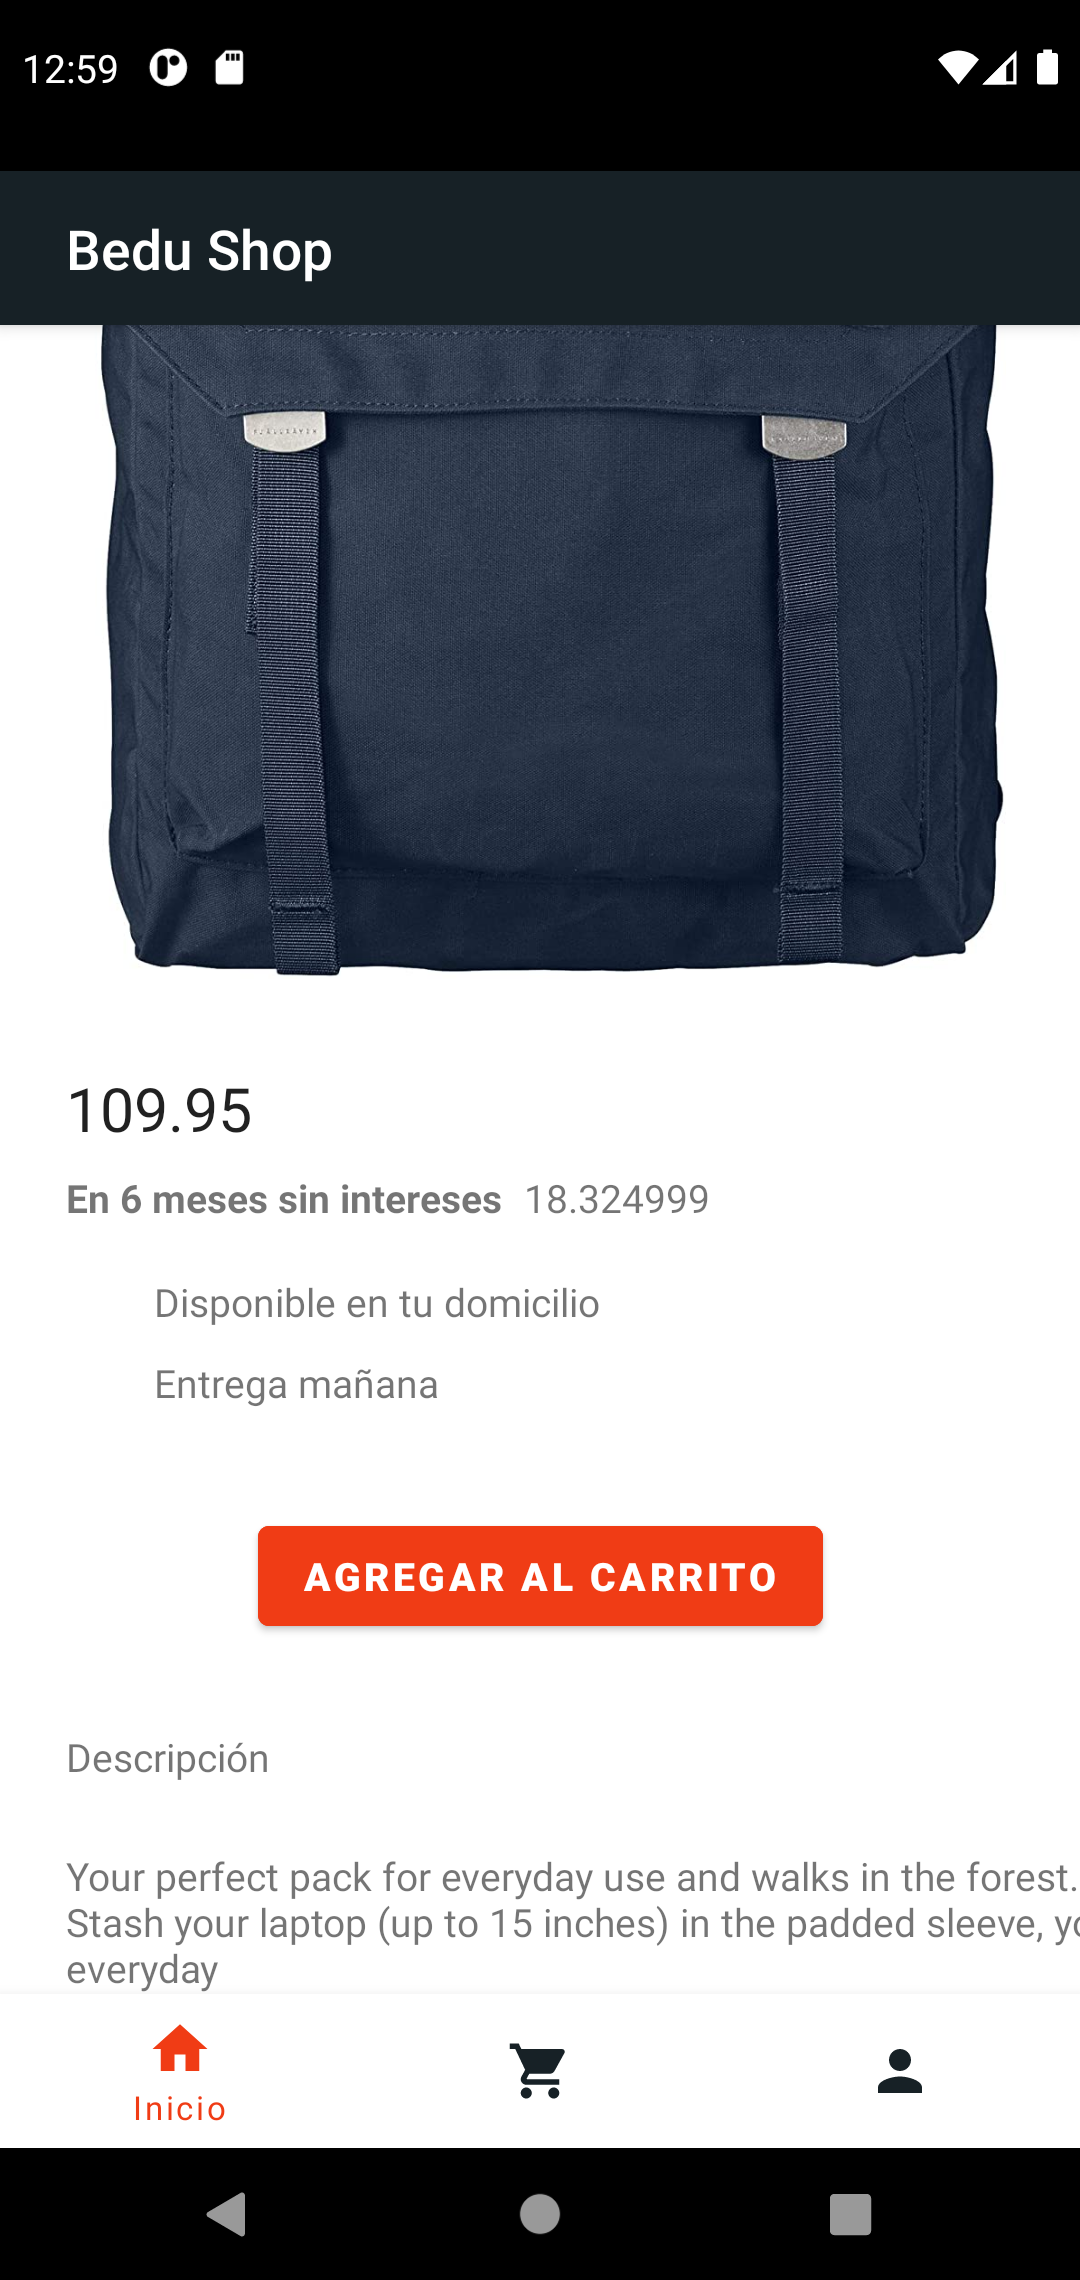 12:59
Bedu Shop
109.95
En 6 meses sin intereses 18.324999
Disponible en tu domicilio
Entrega mañana
AGREGAR AL CARRITO
Descripción
Your perfect pack for everyday use and walks in the forest.
Stash your laptop (up to 15 inches) in the padded sleeve,
everyday
Inicio